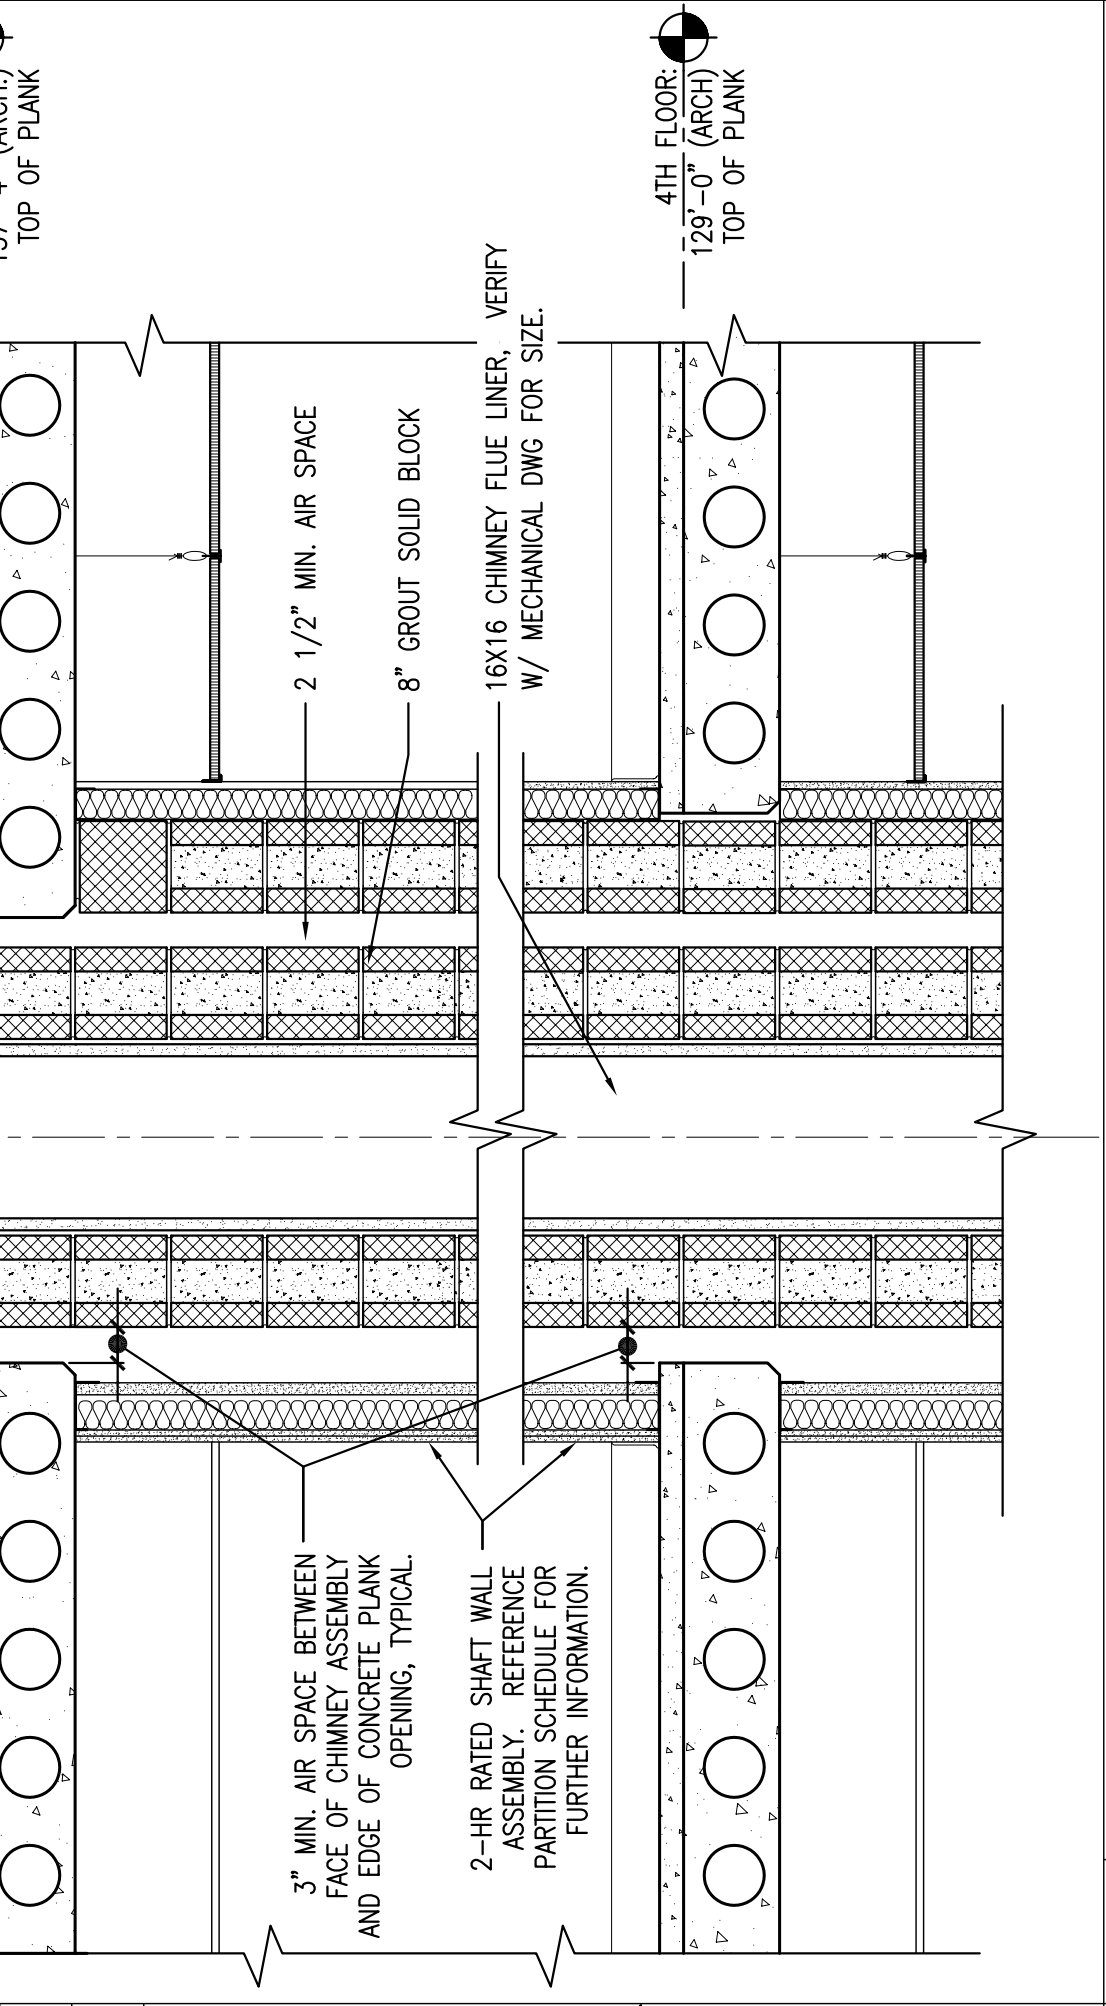 TOP OF PLANK
4TH FLOOR:
129'-0" (ARCH)
TOP OF PLANK
2 1/2" MIN. AIR SPACE
8" GROUT SOLID BLOCK
16X16 CHIMNEY FLUE LINER, VERIFY
W/ MECHANICAL DWG FOR SIZE.
3" MIN. AIR SPACE BETWEEN
FACE OF CHIMNEY ASSEMBLY
AND EDGE OF CONCRETE PLANK
OPENING, TYPICAL.
2-HR RATED SHAFT WALL
ASSEMBLY. REFERENCE
PARTITION SCHEDULE FOR
FURTHER INFORMATION.